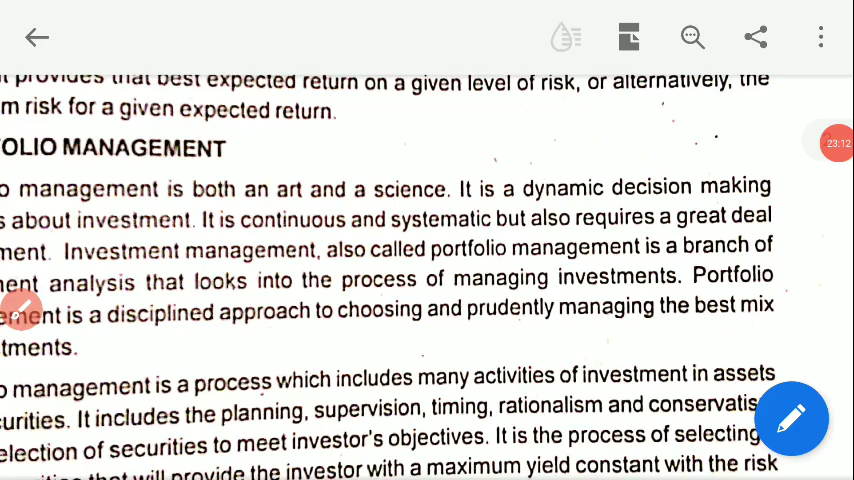 provides that best expected return on a given level of risk, or alternatively, the
m risk for a given expected return.
OLIO MANAGEMENT
o management is both an art and a science. It is a dynamic decision making
s about investment. It is continuous and systematic but also requires a great deal
ment. Investment management, also called portfolio management is a branch of
ent analysis that looks into the process of managing investments. Portfolio
ement is a disciplined approach to choosing and prudently managing the best mix
tments.
o management is a process which includes many activities of investment in assets
curities. It includes the planning, supervision, timing, rationalism and conservatis
election of securities to meet investor's objectives. It is the process of selecting
that will provide the investor with a maximum yield constant with the risk
23:12